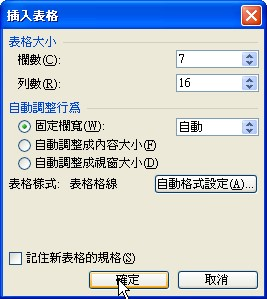 插入表格
表格大小
欄數(C): 7
列數(R): 16
自動調整行為
固定欄寬(W): 自動
自動調整成內容大小(F)
自動調整成視窗大小(D)
表格樣式: 表格格線 自動格式設定(A)...
記住新表格的規格(S)
確定 取消